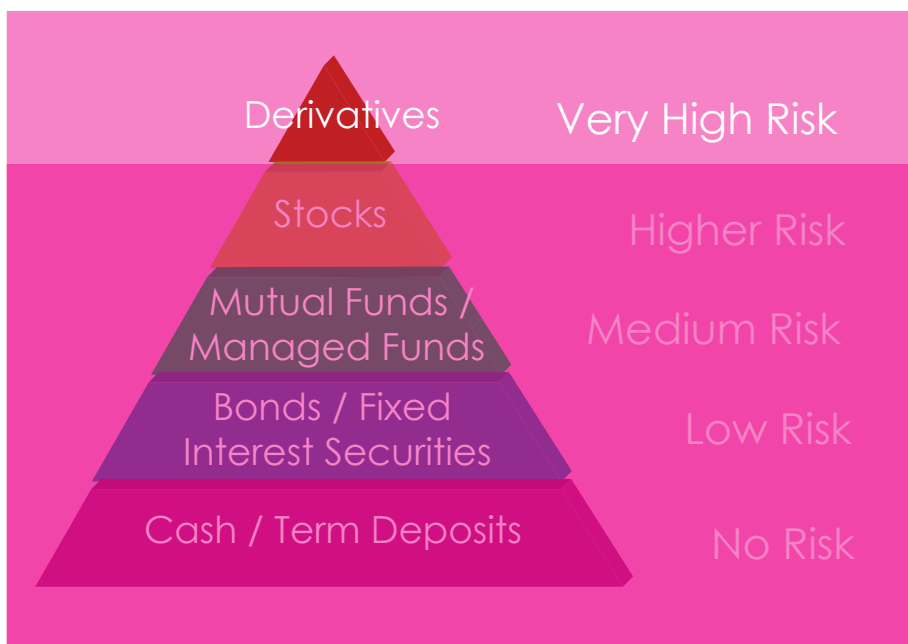 Derivatives Very High Risk
Stocks Higher Risk
Mutual Funds /
Managed Funds Medium Risk
Bonds / Fixed
Interest Securities Low Risk
Cash / Term Deposits No Risk